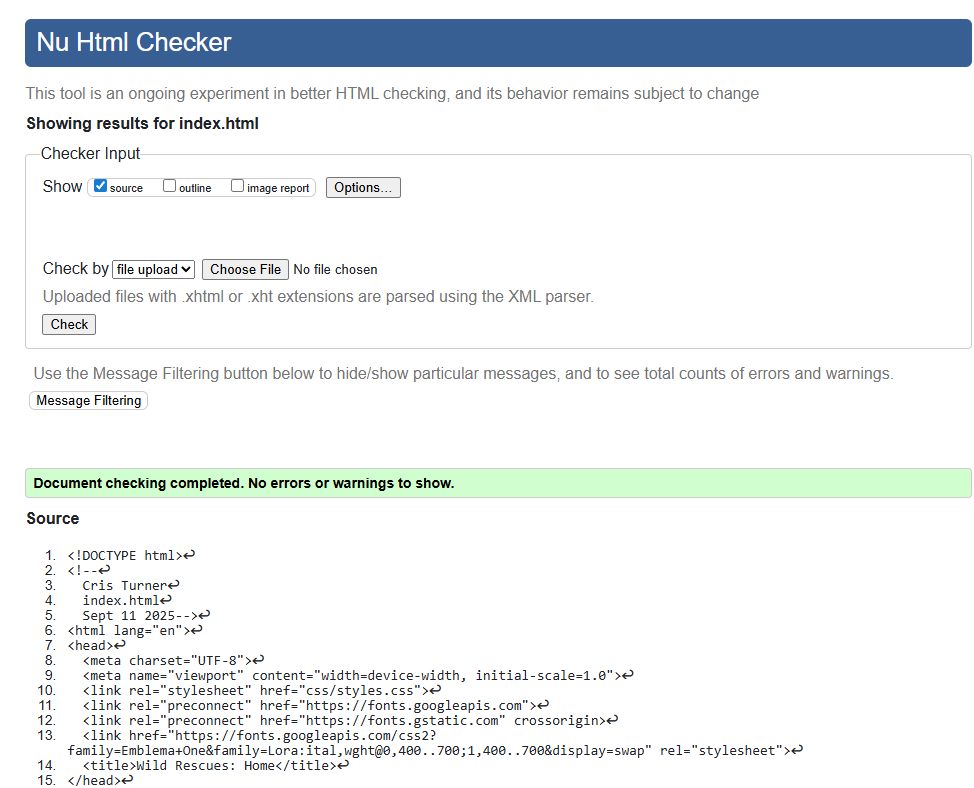 Nu Html Checker
This tool is an ongoing experiment in better HTML checking, and its behavior remains subject to change
Showing results for index.html
Checker Input
Show source outline image report Options...
Check by file upload Choose File No file chosen
Uploaded files with .xhtml or .xht extensions are parsed using the XML parser.
Check
Use the Message Filtering button below to hide/show particular messages, and to see total counts of errors and warnings.
Message Filtering
Document checking completed. No errors or warnings to show.
Source
1. <!DOCTYPE html>↩
2. <!--↩
3.   Cris Turner↩
4.   index.html↩
5.   Sept 11 2025-->↩
6. <html lang="en">↩
7. <head>↩
8.   <meta charset="UTF-8">↩
9.   <meta name="viewport" content="width=device-width, initial-scale=1.0">↩
10.   <link rel="stylesheet" href="css/styles.css">↩
11.   <link rel="preconnect" href="https://fonts.googleapis.com">↩
12.   <link rel="preconnect" href="https://fonts.gstatic.com" crossorigin>↩
13.   <link href="https://fonts.googleapis.com/css2?
family=Emblema+One&family=Lora:ital,wght@0,400..700;1,400..700&display=swap" rel="stylesheet">↩
14.   <title>Wild Rescues: Home</title>↩
15. </head>↩